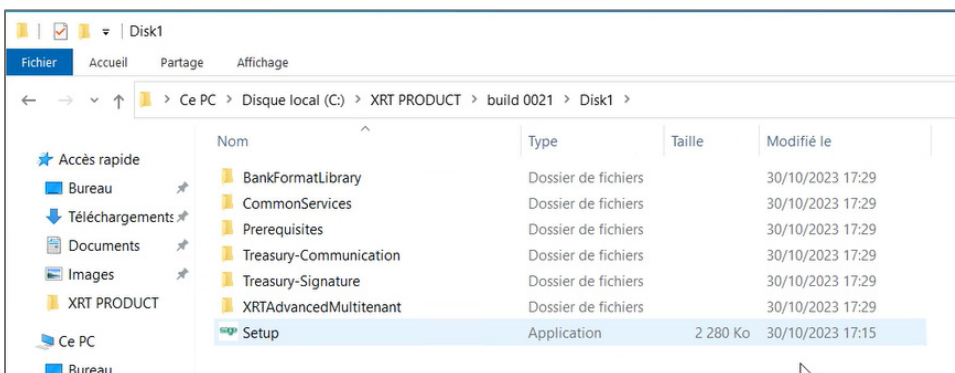 Disk1
Fichier Accueil Partage Affichage
Ce PC > Disque local (C:) > XRT PRODUCT > build 0021 > Disk1 >
Nom Type Taille Modifié le
Accès rapide
Bureau
Téléchargements
Documents
Images
XRT PRODUCT
Ce PC
Bureau
BankFormatLibrary Dossier de fichiers 30/10/2023 17:29
CommonServices Dossier de fichiers 30/10/2023 17:29
Prerequisites Dossier de fichiers 30/10/2023 17:29
Treasury-Communication Dossier de fichiers 30/10/2023 17:29
Treasury-Signature Dossier de fichiers 30/10/2023 17:29
XRTAdvancedMultitenant Dossier de fichiers 30/10/2023 17:29
Setup Application 2 280 Ko 30/10/2023 17:15